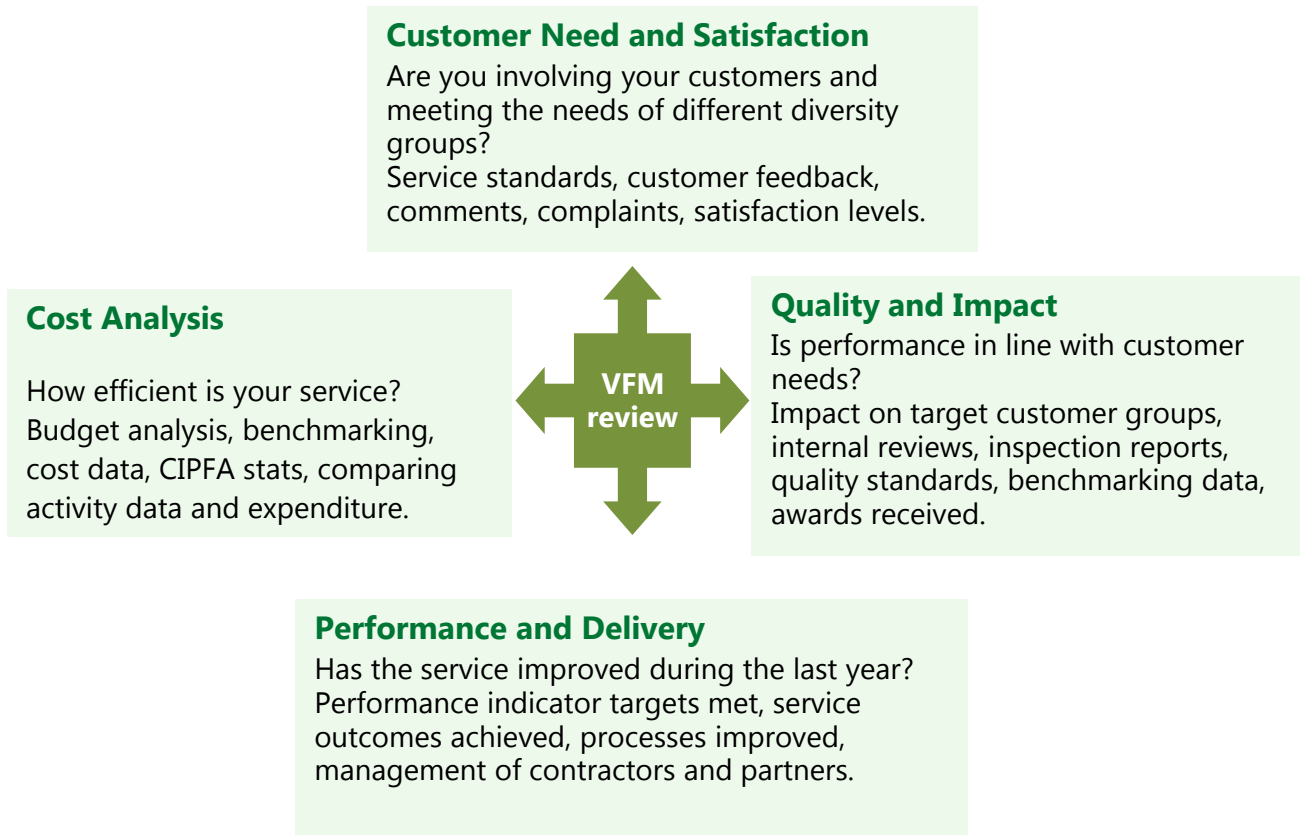 Customer Need and Satisfaction
Are you involving your customers and
meeting the needs of different diversity
groups?
Service standards, customer feedback,
comments, complaints, satisfaction levels.
Cost Analysis
How efficient is your service?
Budget analysis, benchmarking,
cost data, CIPFA stats, comparing
activity data and expenditure.
VFM
review
Quality and Impact
Is performance in line with customer
needs?
Impact on target customer groups,
internal reviews, inspection reports,
quality standards, benchmarking data,
awards received.
Performance and Delivery
Has the service improved during the last year?
Performance indicator targets met, service
outcomes achieved, processes improved,
management of contractors and partners.